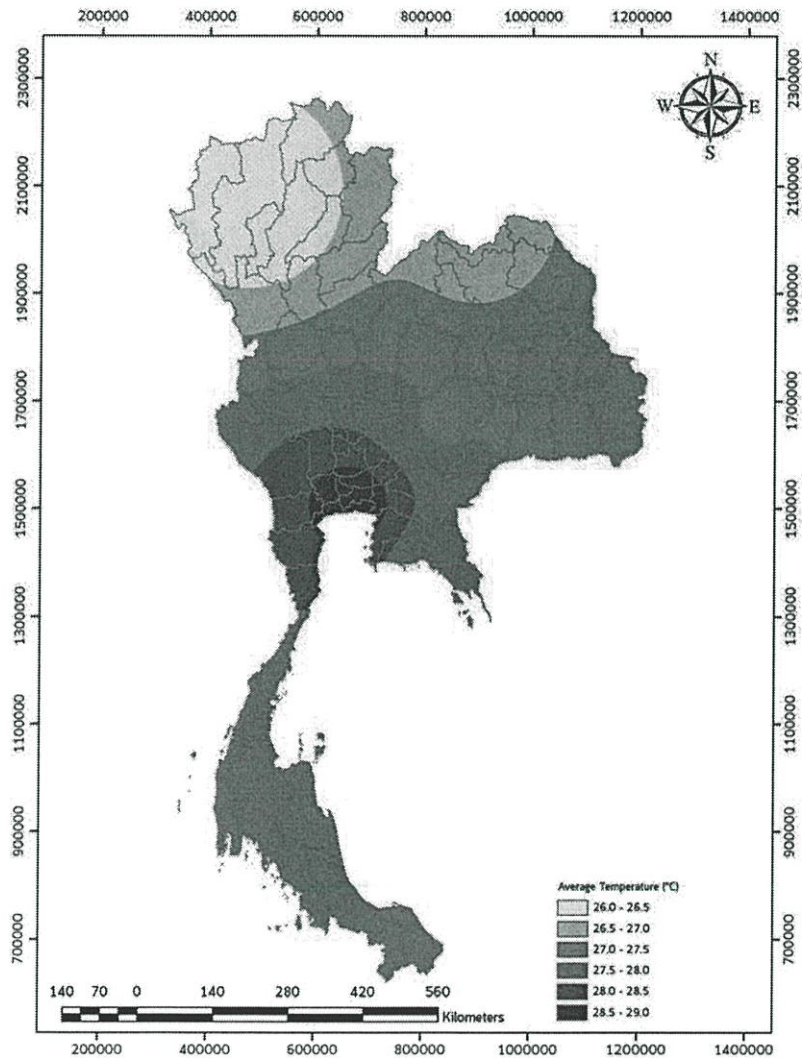 200000 400000 600000 800000 1000000 1200000 1400000
N
W E
S
2300000 2300000
2100000 2100000
1900000 1900000
1700000 1700000
1500000 1500000
1300000 1300000
1100000 1100000
900000 900000
700000 700000
Average Temperature (°C)
26.0 - 26.5
26.5 - 27.0
27.0 - 27.5
27.5 - 28.0
28.0 - 28.5
28.5 - 29.0
140 70 0 140 280 420 560
Kilometers
200000 400000 600000 800000 1000000 1200000 1400000